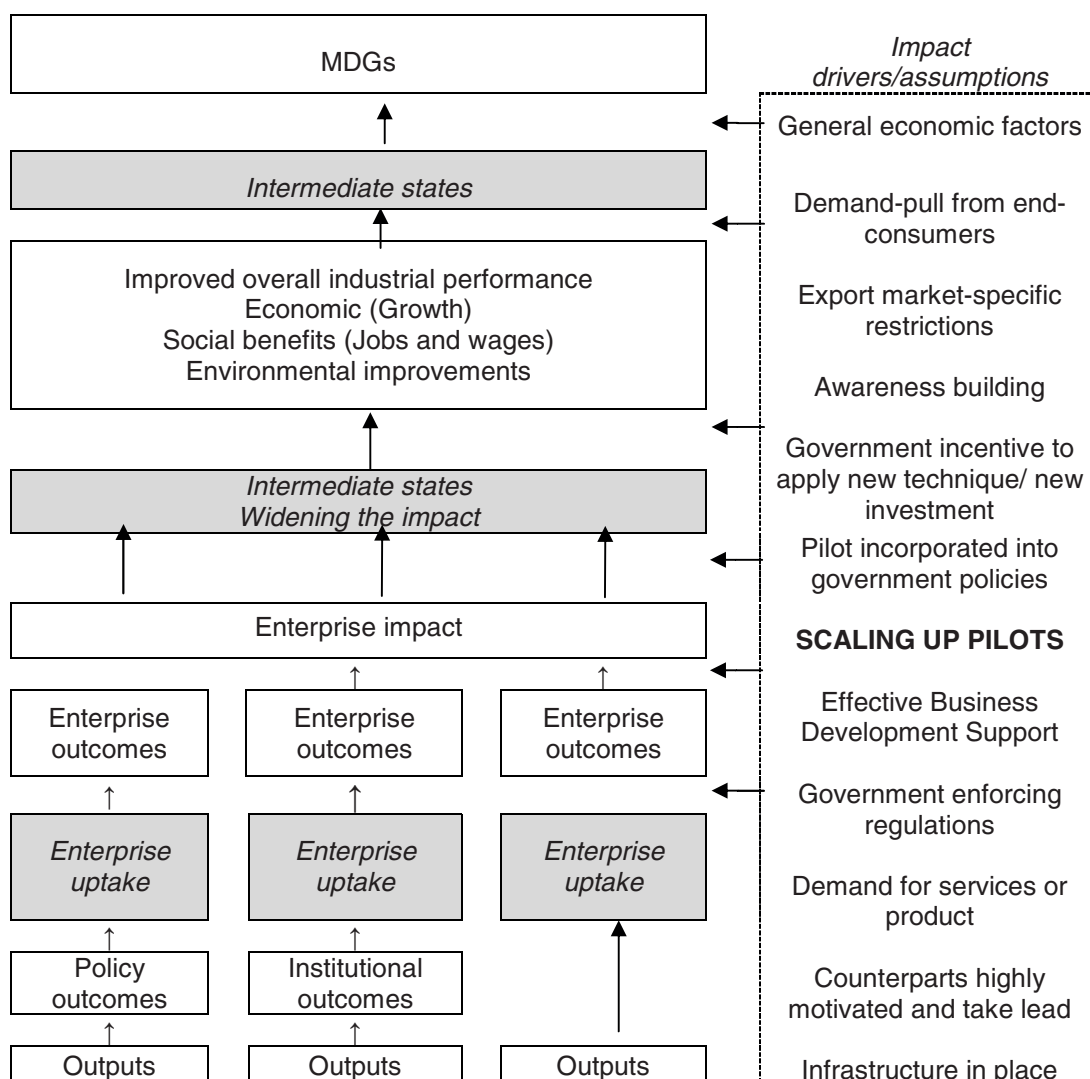 MDGs
Intermediate states
Improved overall industrial performance
Economic (Growth)
Social benefits (Jobs and wages)
Environmental improvements
Intermediate states
Widening the impact
Enterprise impact
Enterprise
outcomes
Enterprise
outcomes
Enterprise
outcomes
Enterprise
uptake
Enterprise
uptake
Enterprise
uptake
Policy
outcomes
Institutional
outcomes
Outputs
Outputs
Outputs
Impact
drivers/assumptions
General economic factors
Demand-pull from end-
consumers
Export market-specific
restrictions
Awareness building
Government incentive to
apply new technique/ new
investment
Pilot incorporated into
government policies
SCALING UP PILOTS
Effective Business
Development Support
Government enforcing
regulations
Demand for services or
product
Counterparts highly
motivated and take lead
Infrastructure in place